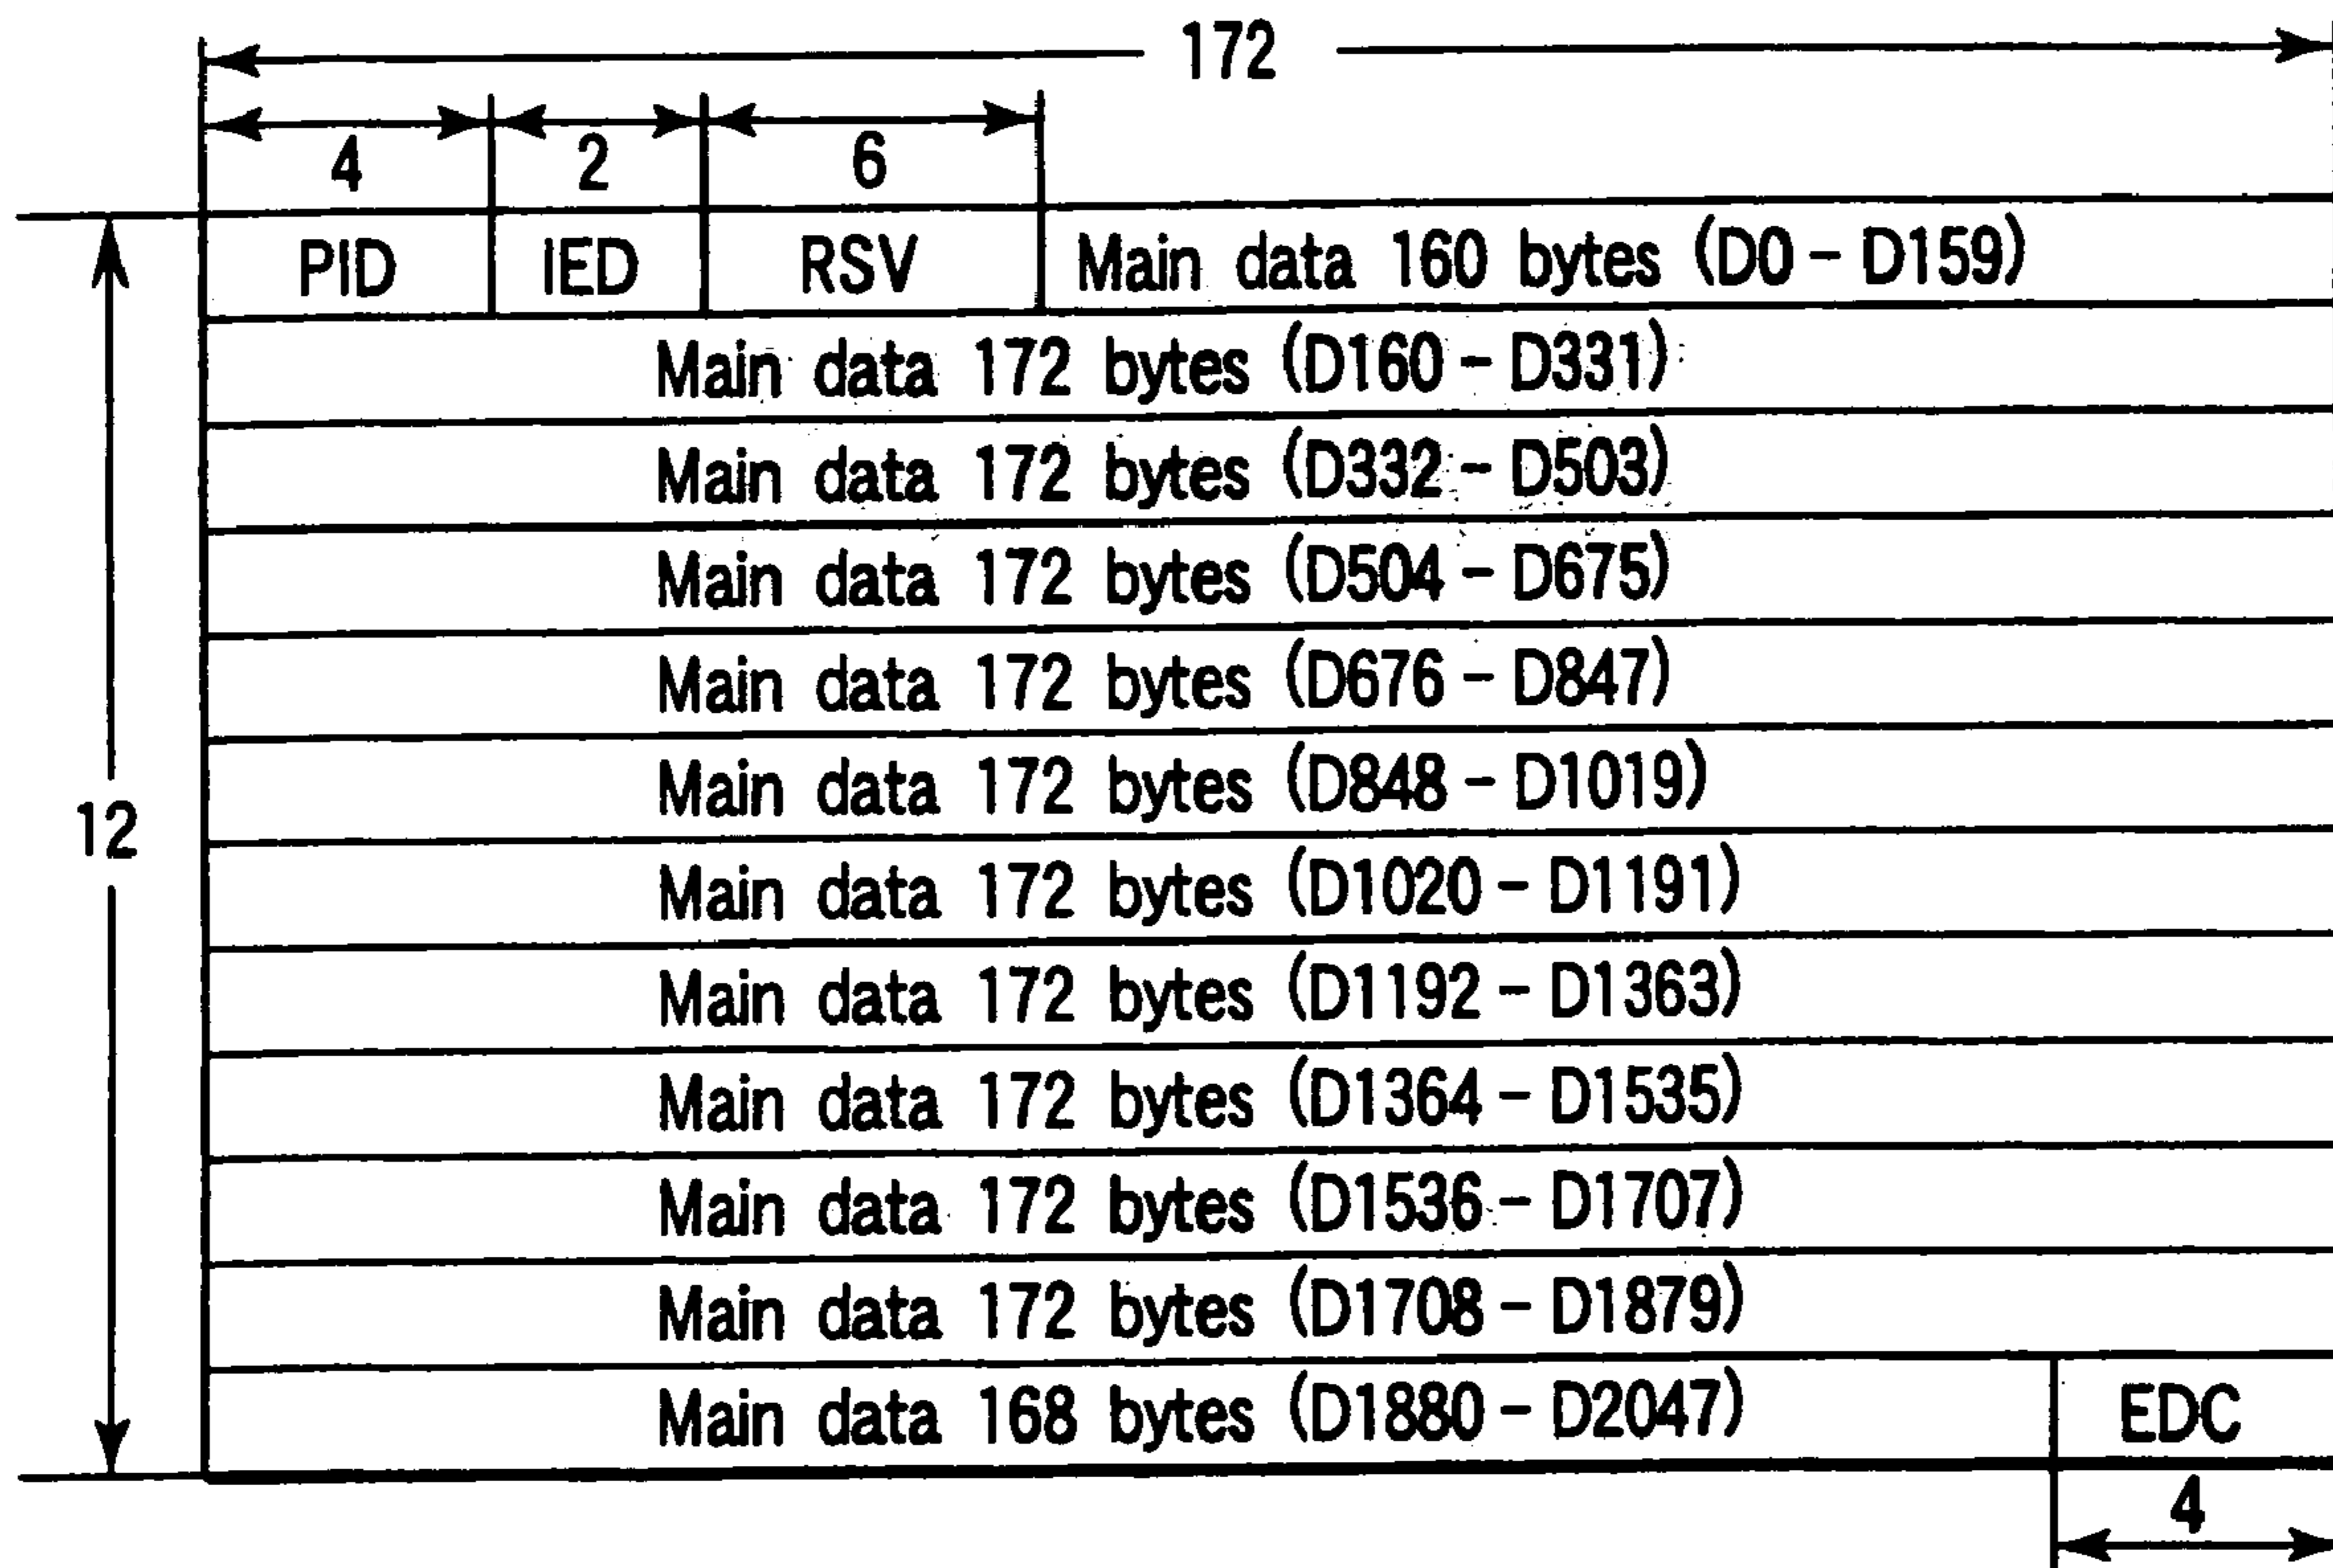 172
4 2 6
PID IED RSV Main data 160 bytes (D0 - D159)
Main data 172 bytes (D160 - D331)
Main data 172 bytes (D332 - D503)
Main data 172 bytes (D504 - D675)
Main data 172 bytes (D676 - D847)
Main data 172 bytes (D848 - D1019)
12
Main data 172 bytes (D1020 - D1191)
Main data 172 bytes (D1192 - D1363)
Main data 172 bytes (D1364 - D1535)
Main data 172 bytes (D1536 - D1707)
Main data 172 bytes (D1708 - D1879)
Main data 168 bytes (D1880 - D2047) EDC
4